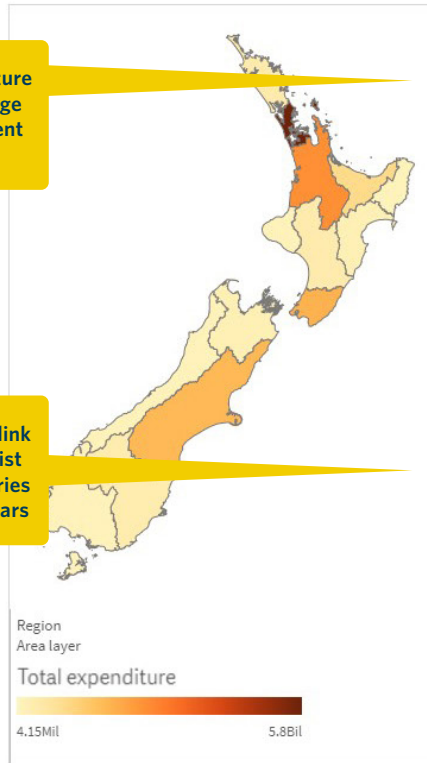 ture
ge
ent
link
ist
ries
ars
Region
Area layer
Total expenditure
4.15Mil
5.8Bil